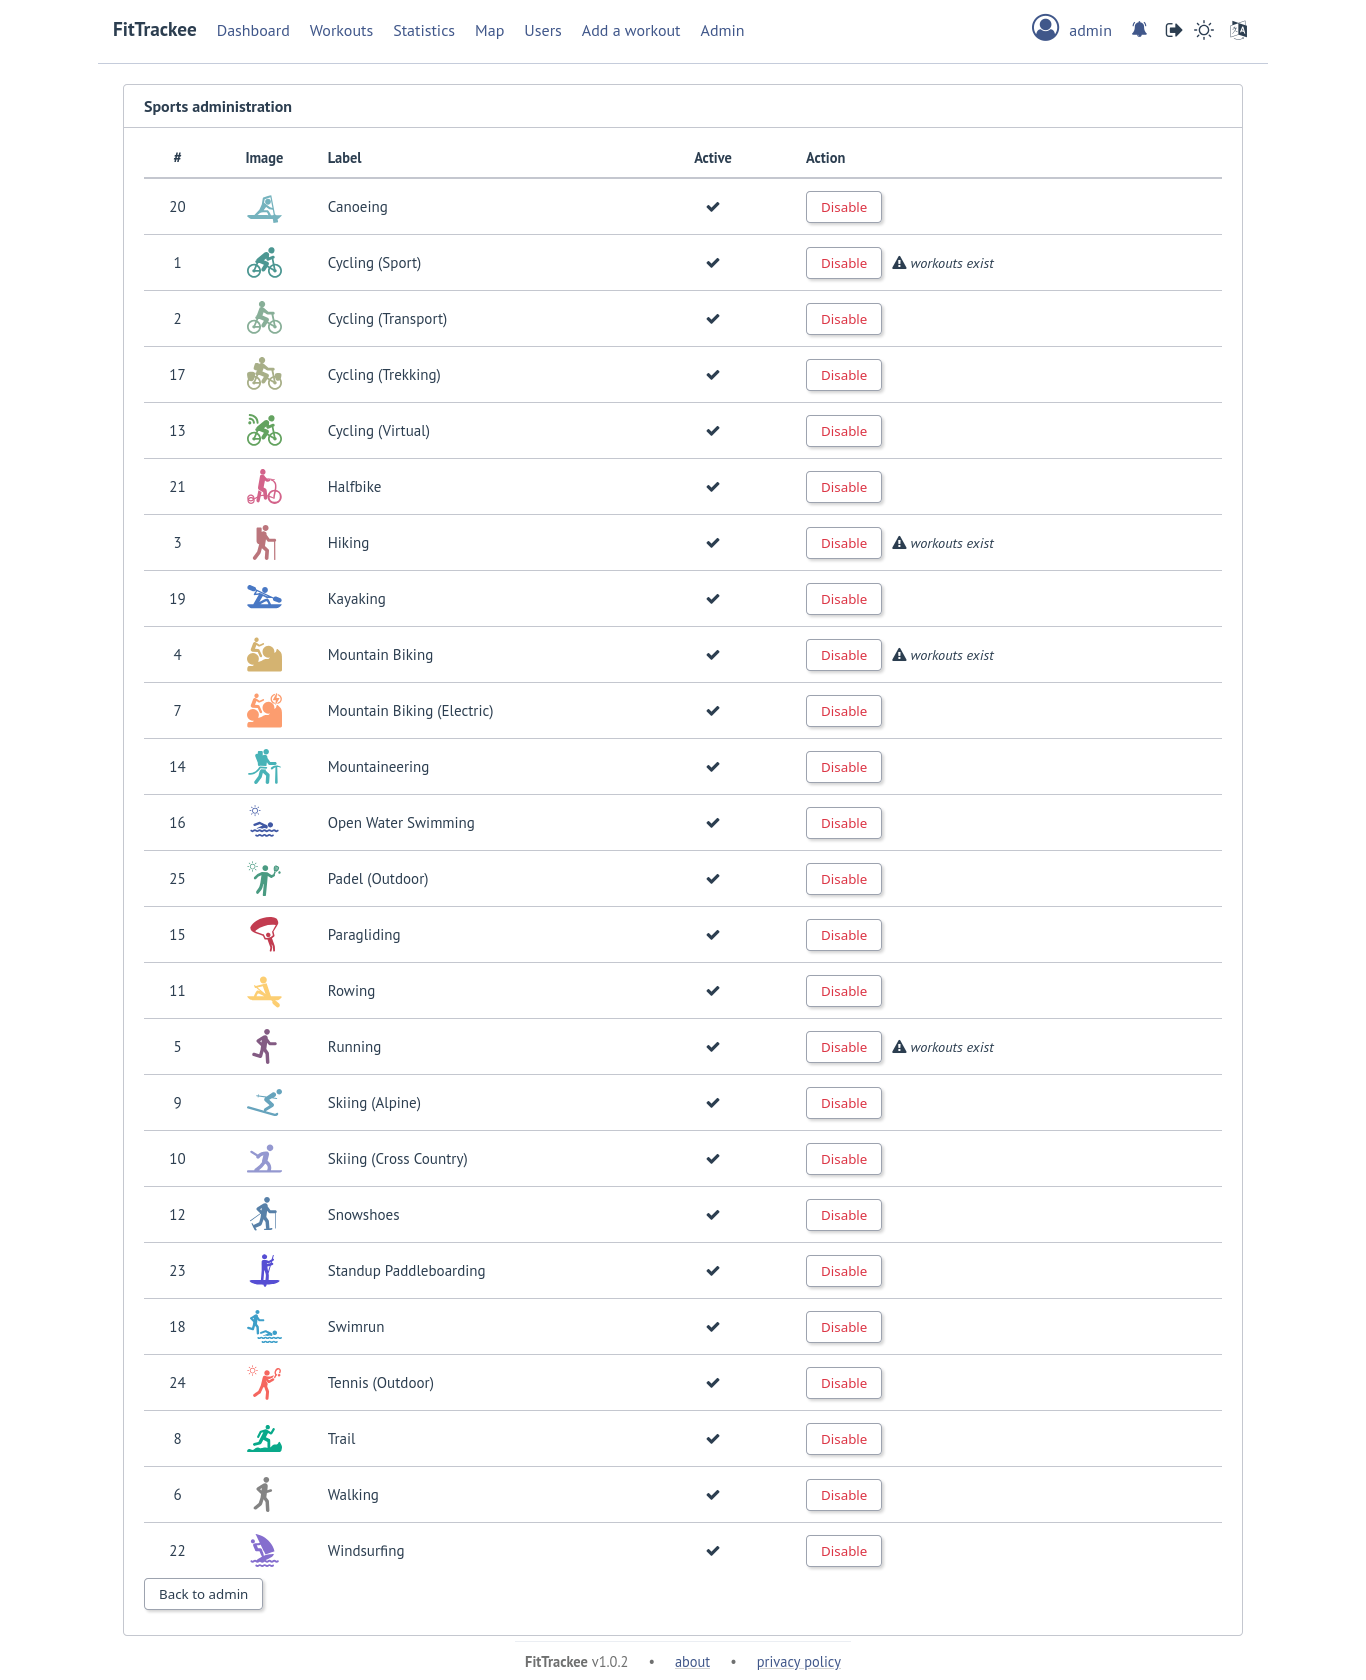 FitTrackee Dashboard Workouts Statistics Map Users Add a workout Admin admin
Sports administration
# Image Label Active Action
20 Canoeing Disable
1 Cycling (Sport) Disable workouts exist
2 Cycling (Transport) Disable
17 Cycling (Trekking) Disable
13 Cycling (Virtual) Disable
21 Halfbike Disable
3 Hiking Disable workouts exist
19 Kayaking Disable
4 Mountain Biking Disable workouts exist
7 Mountain Biking (Electric) Disable
14 Mountaineering Disable
16 Open Water Swimming Disable
25 Padel (Outdoor) Disable
15 Paragliding Disable
11 Rowing Disable
5 Running Disable workouts exist
9 Skiing (Alpine) Disable
10 Skiing (Cross Country) Disable
12 Snowshoes Disable
23 Standup Paddleboarding Disable
18 Swimrun Disable
24 Tennis (Outdoor) Disable
8 Trail Disable
6 Walking Disable
22 Windsurfing Disable
Back to admin
FitTrackee v1.0.2 • about • privacy policy